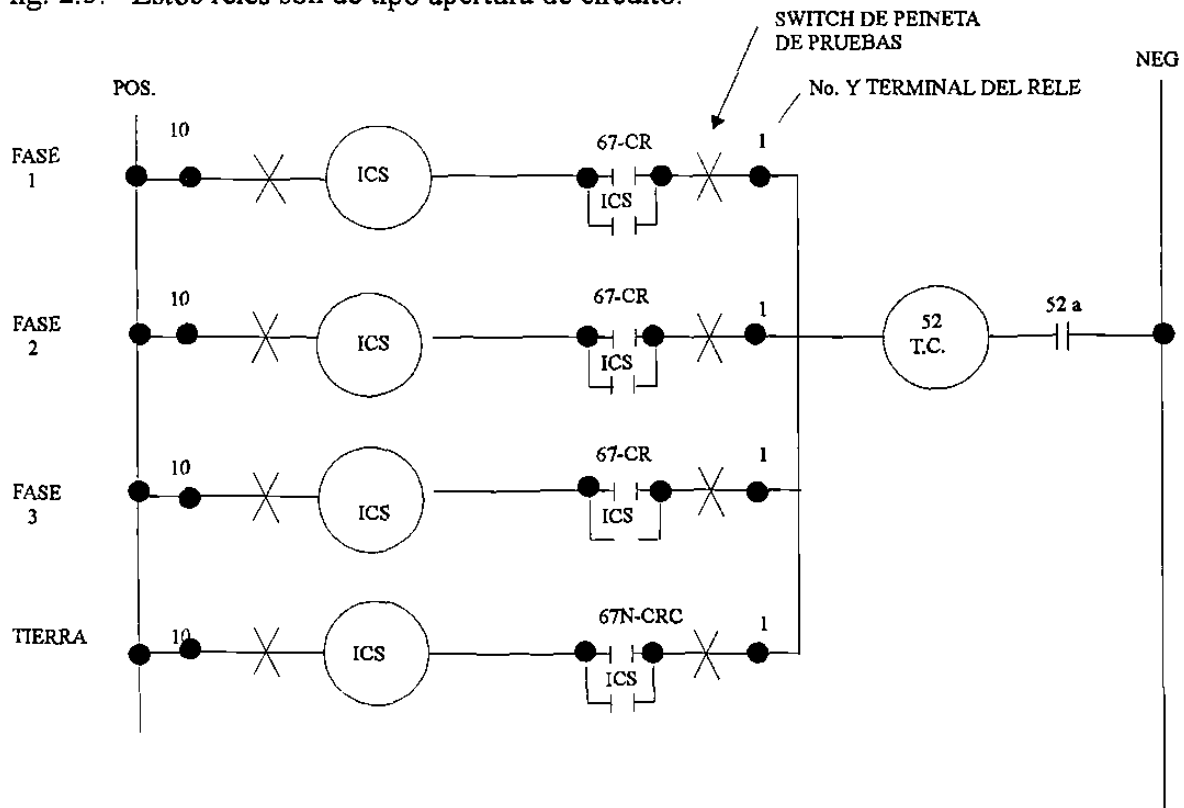 fig. 2.9.  Estos relés son de tipo apertura de circuito.
SWITCH DE PEINETA
DE PRUEBAS
NEG
POS.
No. Y TERMINAL DEL RELE
FASE
1
10
ICS
67-CR
ICS
1
FASE
2
10
ICS
67-CR
ICS
1
52
T.C.
52 a
FASE
3
10
ICS
67-CR
ICS
1
TIERRA
10
ICS
67N-CRC
ICS
1